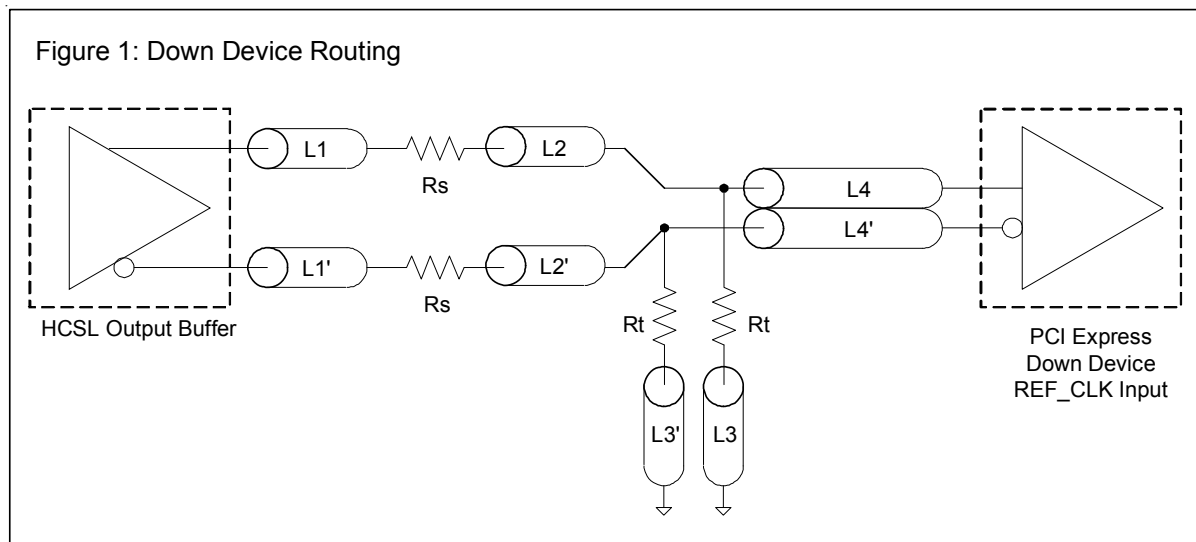 Figure 1: Down Device Routing
L1
Rs
L2
L4
L4'
L1'
Rs
L2'
HCSL Output Buffer
Rt
Rt
L3'
L3
PCI Express
Down Device
REF_CLK Input